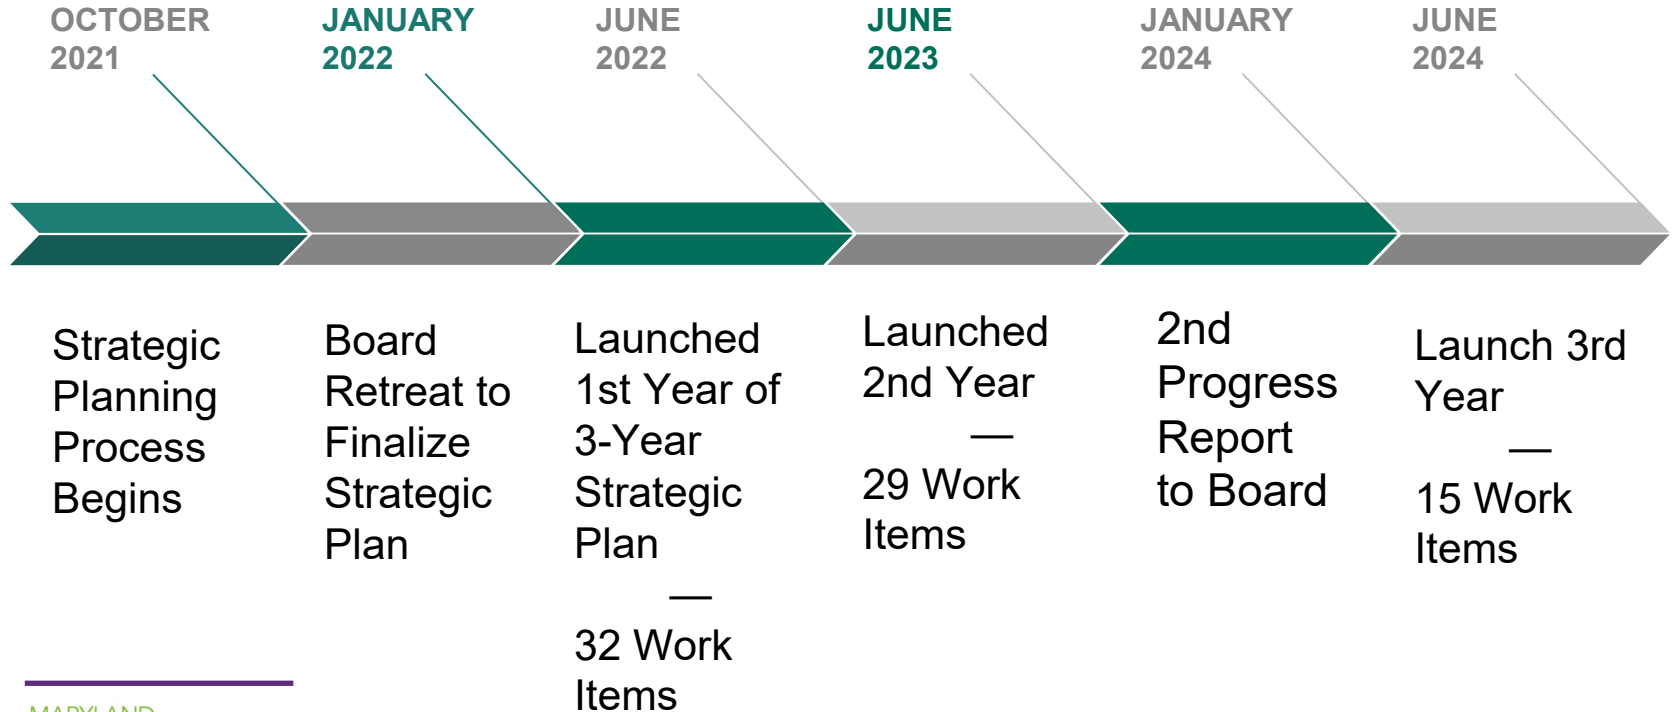 OCTOBER
2021
JANUARY
2022
JUNE
2022
JUNE
2023
JANUARY
2024
JUNE
2024
Strategic
Planning
Process
Begins
Board
Retreat to
Finalize
Strategic
Plan
Launched
1st Year of
3-Year
Strategic
Plan
—
32 Work
Items
Launched
2nd Year
—
29 Work
Items
2nd
Progress
Report
to Board
Launch 3rd
Year
—
15 Work
Items
MARYLAND